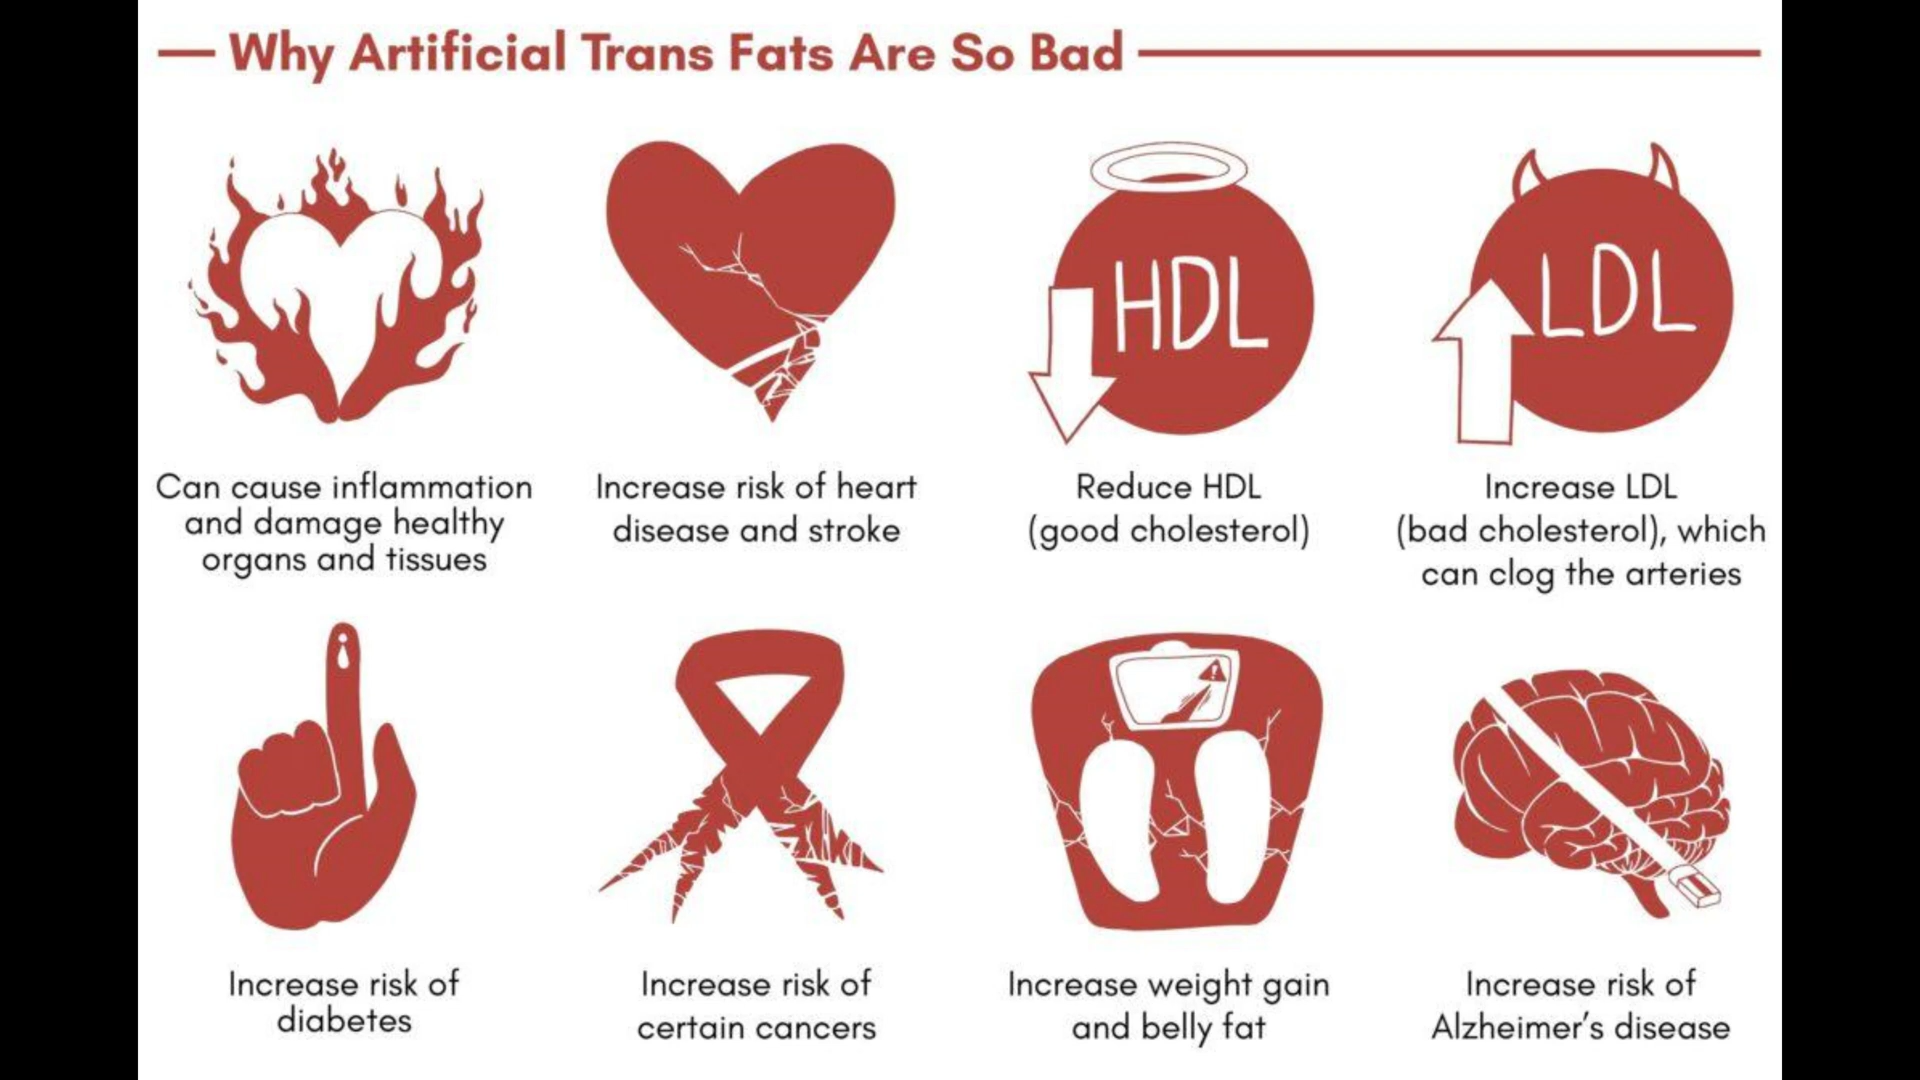 Why Artificial Trans Fats Are So Bad
HDL
LDL
Can cause inflammation
and damage healthy
organs and tissues
Increase risk of heart
disease and stroke
Reduce HDL
(good cholesterol)
Increase LDL
(bad cholesterol), which
can clog the arteries
!
Increase risk of
diabetes
Increase risk of
certain cancers
Increase weight gain
and belly fat
Increase risk of
Alzheimer's disease